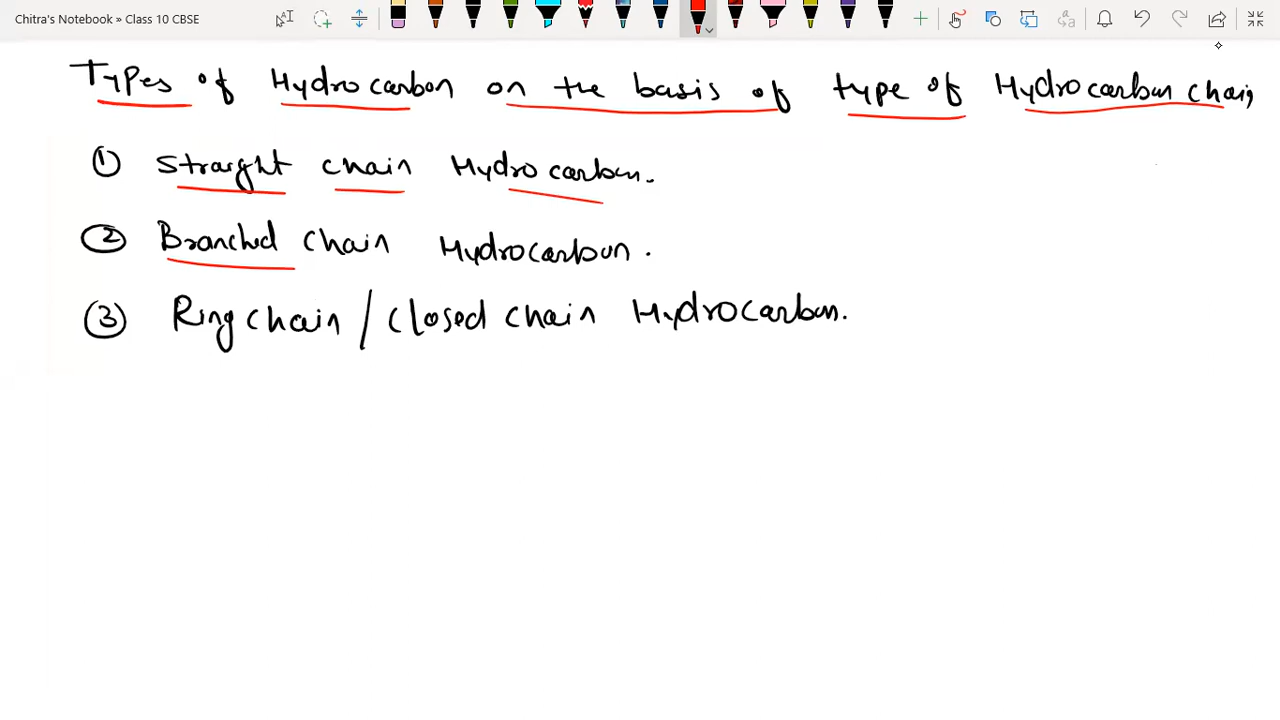 Chitra's Notebook » Class 10 CBSE
Types of Hydrocarbon on the basis of type of Hydrocarbon chain
① Straight chain Hydrocarbon.
② Branched chain Hydrocarbon.
③ Ring chain / closed chain Hydrocarbon.